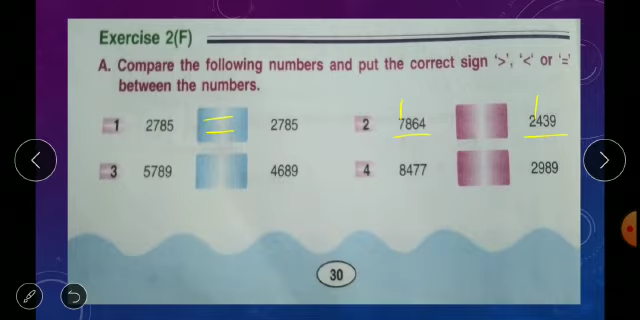 Exercise 2(F)
A. Compare the following numbers and put the correct sign '>', '<' or '='
between the numbers.
1 2785 = 2785 2 7864 2439
3 5789 4689 4 8477 2989
30